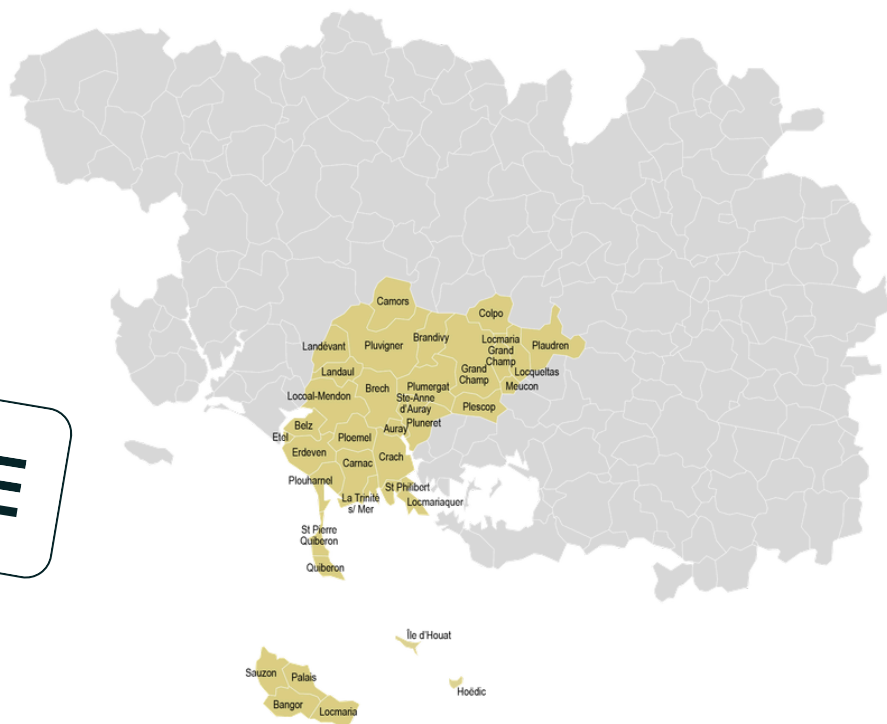 Camors
Colpo
Landévant
Pluvigner
Brandivy
Locmaria
Grand
Champ
Plaudren
Landaul
Grand
Champ
Locqueltas
Meucon
Locoal-Mendon
Brech
Plumergat
Ste-Anne
d'Auray
Plescop
Belz
Etel
Ploemel
Auray
Pluneret
Erdeven
Carnac
Crach
Plouharnel
La Trinité
s/ Mer
St Philibert
Locmariaquer
St Pierre
Quiberon
Quiberon
Île d'Houat
Hoëdic
Sauzon
Palais
Bangor
Locmaria